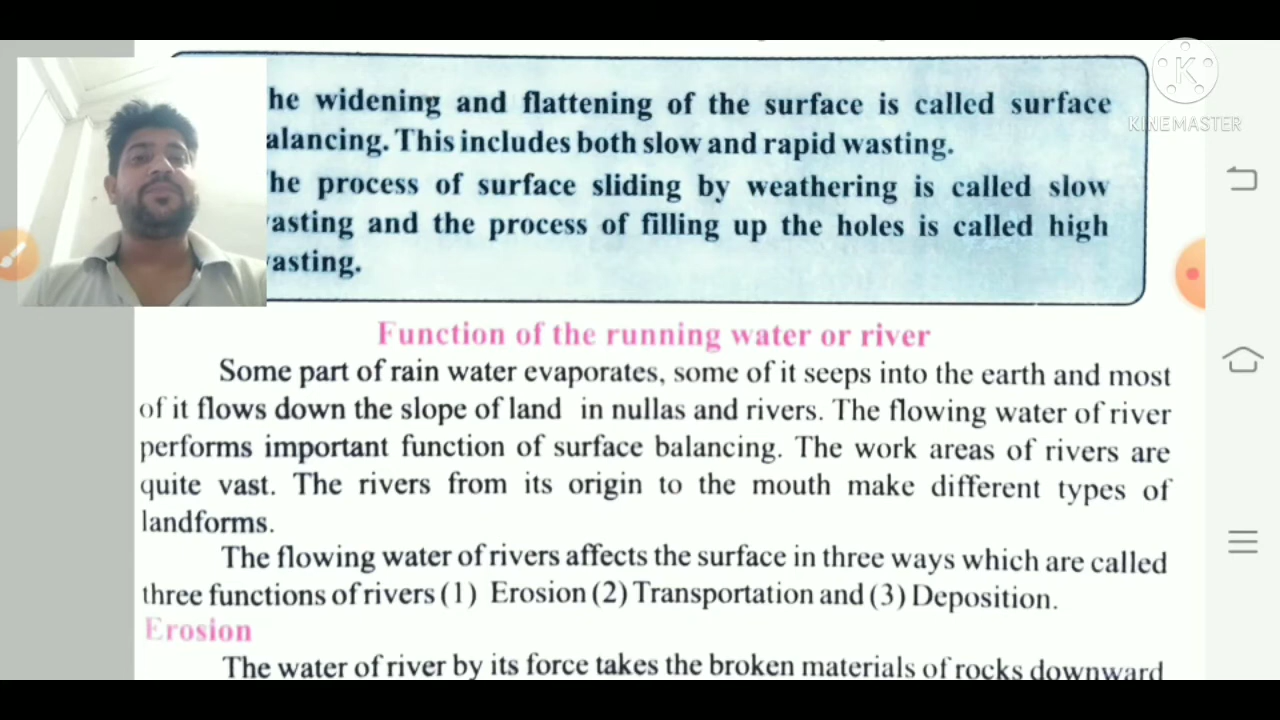 KINEMASTER
he widening and flattening of the surface is called surface
alancing. This includes both slow and rapid wasting.
he process of surface sliding by weathering is called slow
asting and the process of filling up the holes is called high
asting.
Function of the running water or river
Some part of rain water evaporates, some of it seeps into the earth and most
of it flows down the slope of land in nullas and rivers. The flowing water of river
performs important function of surface balancing. The work areas of rivers are
quite vast. The rivers from its origin to the mouth make different types of
landforms.
The flowing water of rivers affects the surface in three ways which are called
three functions of rivers (1) Erosion (2) Transportation and (3) Deposition.
Erosion
The water of river by its force takes the broken materials of rocks downward